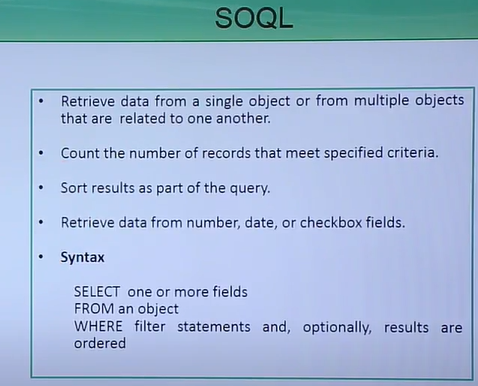 SOQL
• Retrieve data from a single object or from multiple objects
that are related to one another.
• Count the number of records that meet specified criteria.
• Sort results as part of the query.
• Retrieve data from number, date, or checkbox fields.
• Syntax
SELECT one or more fields
FROM an object
WHERE filter statements and, optionally, results are
ordered